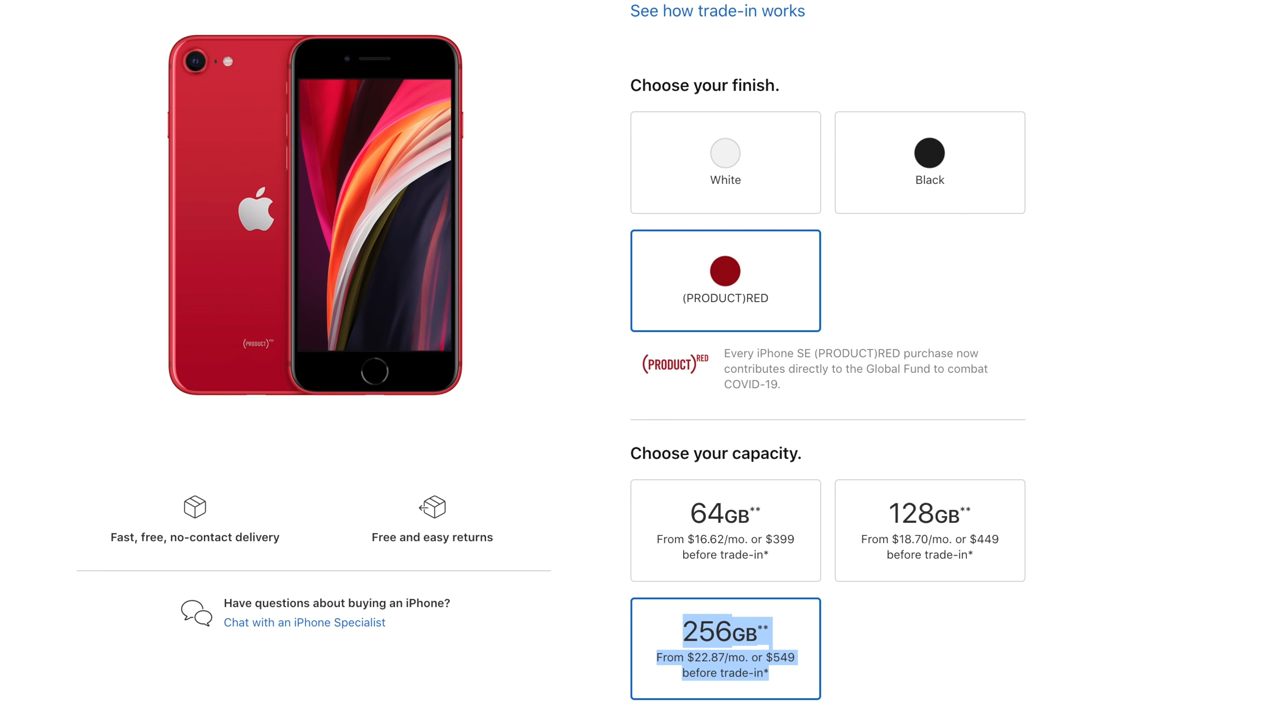 See how trade-in works
Choose your finish.
White
Black
(PRODUCT)RED
(PRODUCT)RED
Every iPhone SE (PRODUCT)RED purchase now
contributes directly to the Global Fund to combat
COVID-19.
Choose your capacity.
64GB**
From $16.62/mo. or $399
before trade-in*
128GB**
From $18.70/mo. or $449
before trade-in*
256GB**
From $22.87/mo. or $549
before trade-in*
(PRODUCT)RED
Fast, free, no-contact delivery
Free and easy returns
Have questions about buying an iPhone?
Chat with an iPhone Specialist